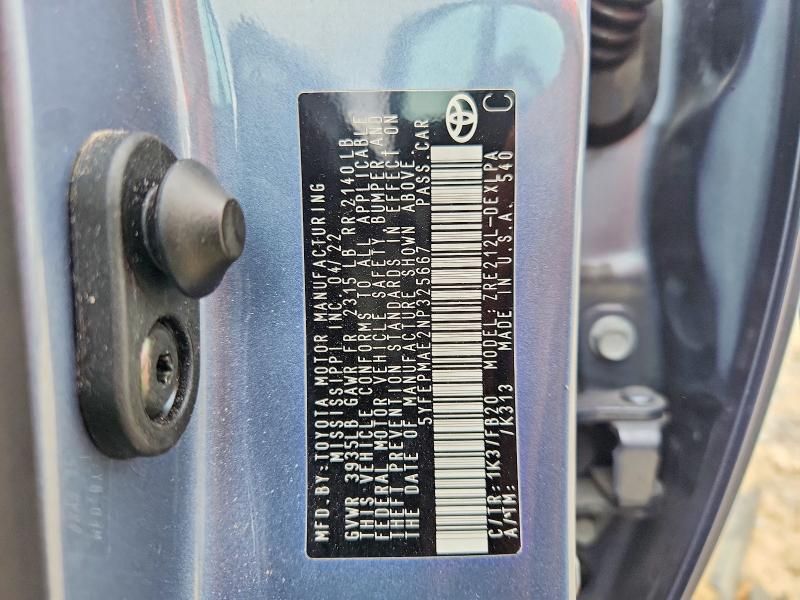 MFD.BY:TOYOTA MOTOR MANUFACTURING
MISSISSIPPI INC. 04/22
GVWR 3935LB GAWR FR 2315LB RR 2140LB
THIS VEHICLE CONFORMS TO ALL APPLICABLE
FEDERAL MOTOR VEHICLE SAFETY BUMPER AND
THEFT PREVENTION STANDARDS IN EFFECT ON
THE DATE OF MANUFACTURE SHOWN ABOVE.
5YFEPMAE2NP325667 PASS.CAR
C/TR: 1K3/FB20 MODEL: ZRE212L-DEXLPA
A/TM: /K313 MADE IN U.S.A. 540
C